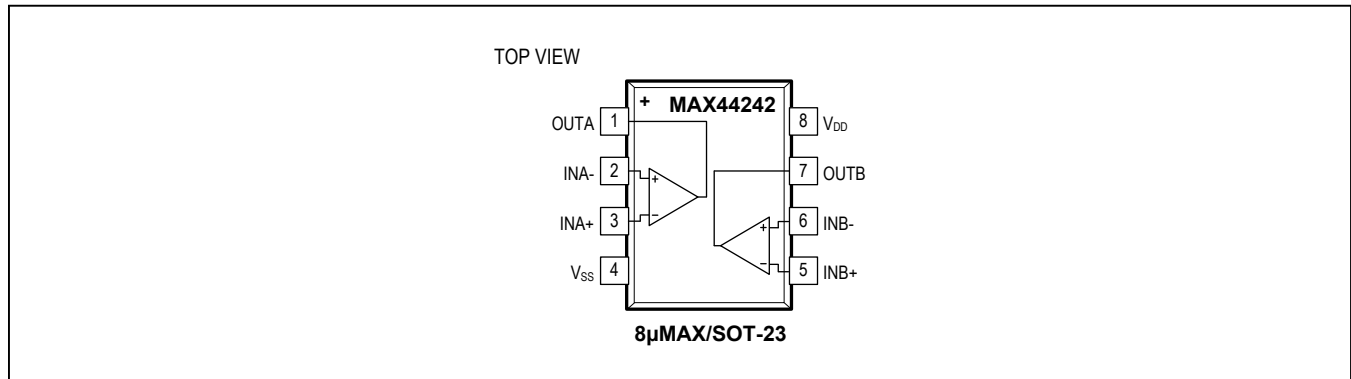 TOP VIEW
+ MAX44242
OUTA 1
8 VDD
INA- 2
+
7 OUTB
INA+ 3
−
+
6 INB-
VSS 4
−
5 INB+
8µMAX/SOT-23